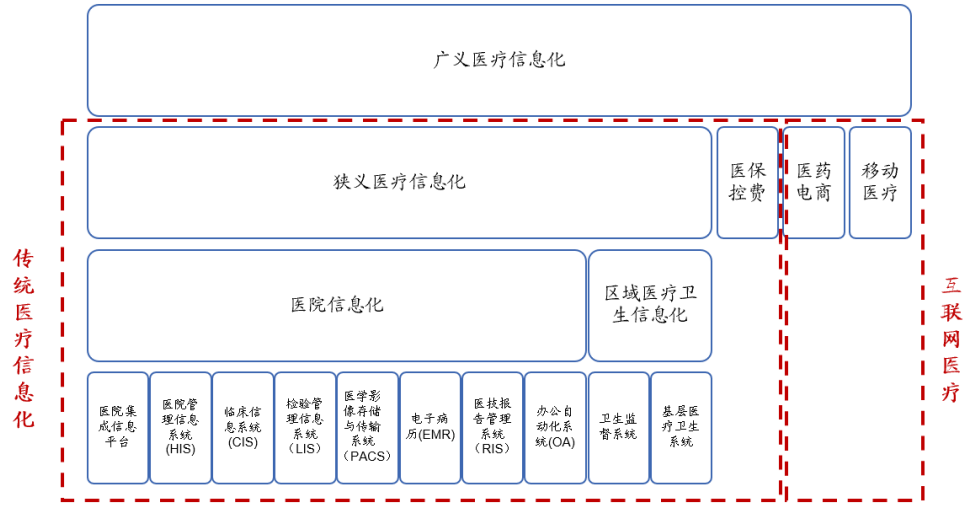 广义医疗信息化
狭义医疗信息化
医保
控费
医药
电商
移动
医疗
传统医疗信息化
医院信息化
区域医疗卫
生信息化
互联网医疗
医院集
成信息
平台
医院管
理信息
系统
(HIS)
临床信
息系统
(CIS)
检验管
理信息
系统
（LIS）
医学影
像存储
与传输
系统
（PACS）
电子病
历(EMR)
医技报
告管理
系统
（RIS）
办公自
动化系
统(OA)
卫生监
督系统
基层医
疗卫生
系统